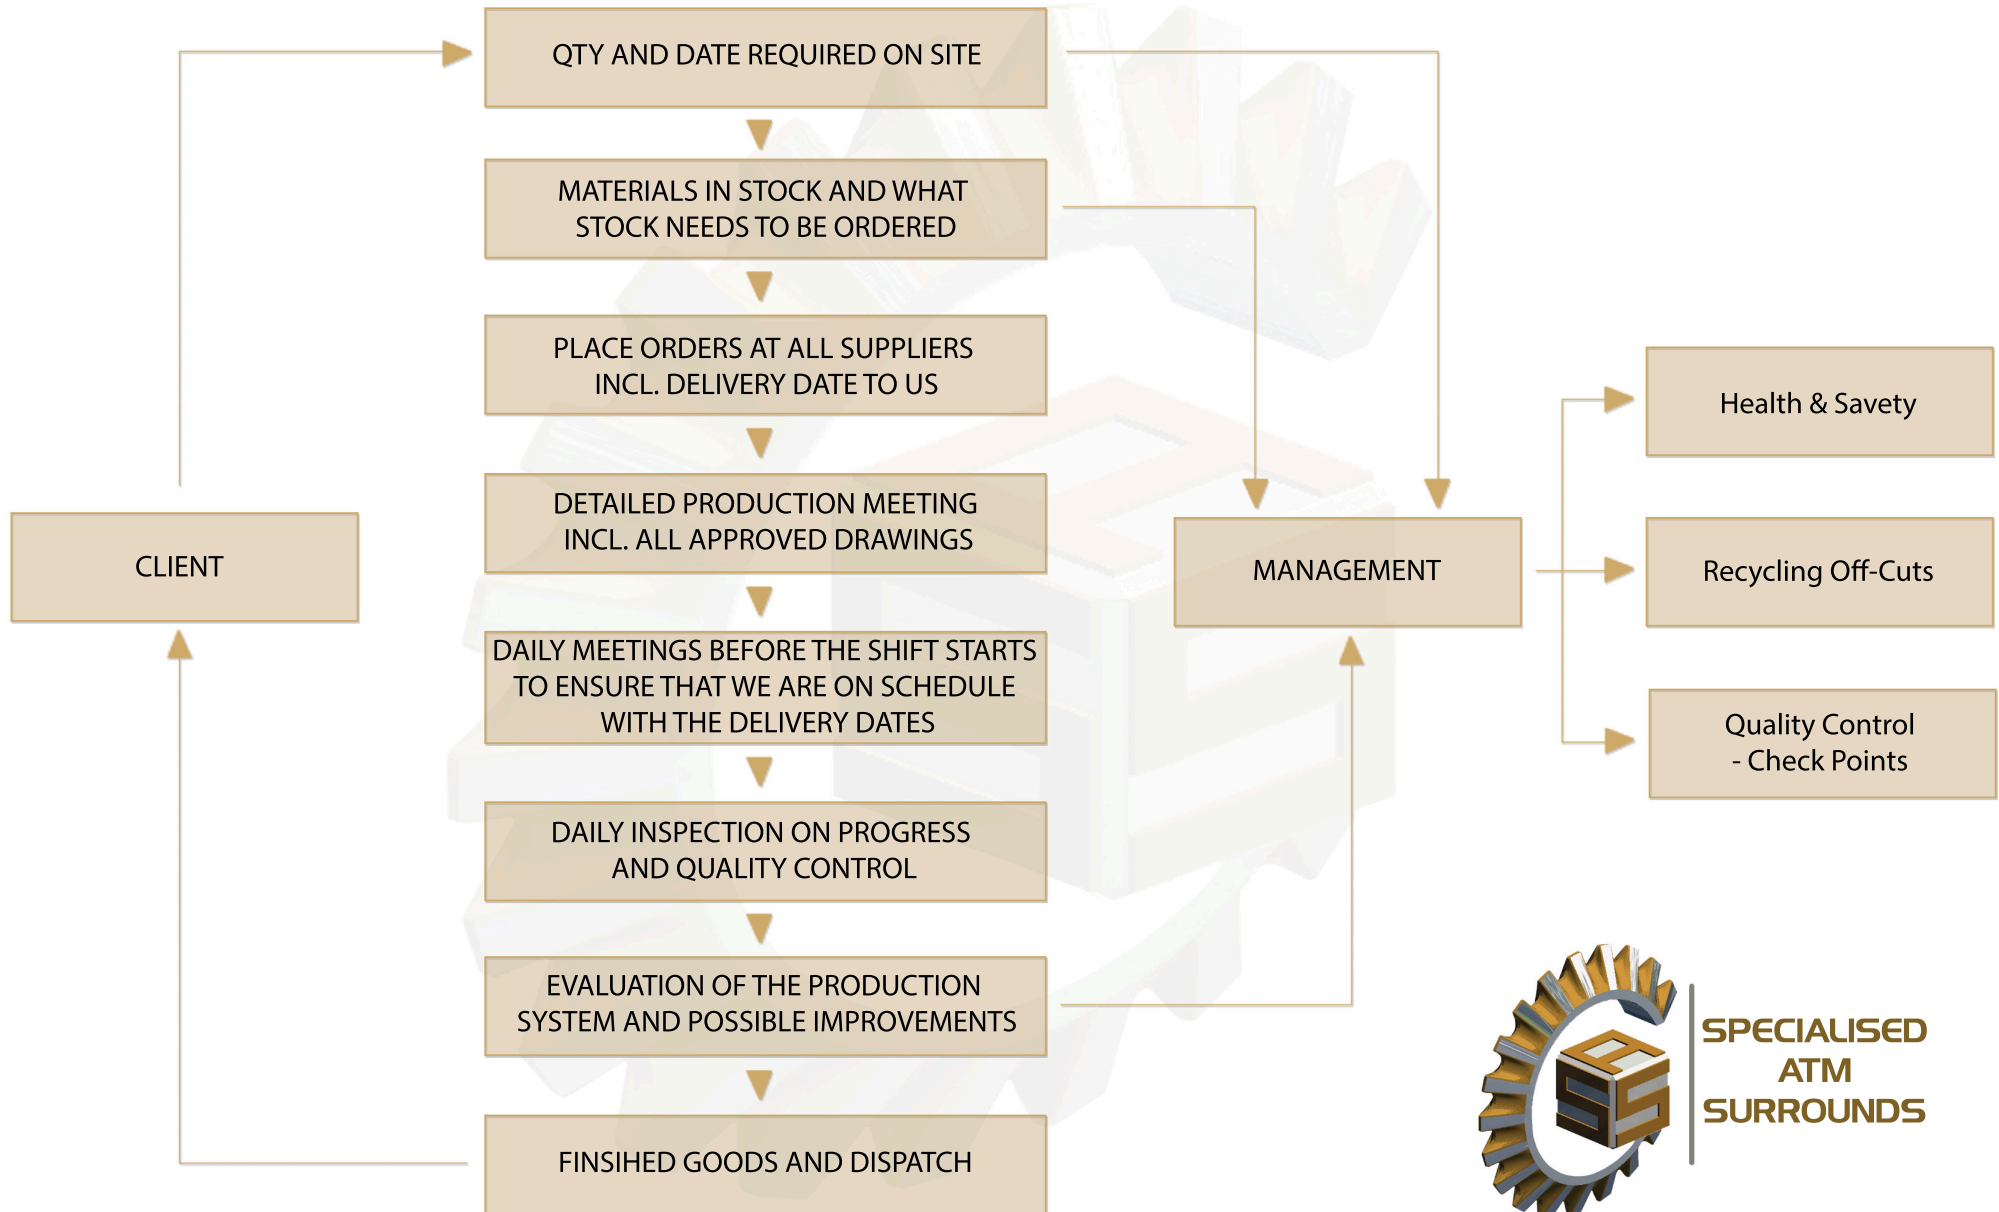 QTY AND DATE REQUIRED ON SITE
MATERIALS IN STOCK AND WHAT
STOCK NEEDS TO BE ORDERED
PLACE ORDERS AT ALL SUPPLIERS
INCL. DELIVERY DATE TO US
DETAILED PRODUCTION MEETING
INCL. ALL APPROVED DRAWINGS
DAILY MEETINGS BEFORE THE SHIFT STARTS
TO ENSURE THAT WE ARE ON SCHEDULE
WITH THE DELIVERY DATES
DAILY INSPECTION ON PROGRESS
AND QUALITY CONTROL
EVALUATION OF THE PRODUCTION
SYSTEM AND POSSIBLE IMPROVEMENTS
FINSIHED GOODS AND DISPATCH
CLIENT
MANAGEMENT
Health & Savety
Recycling Off-Cuts
Quality Control
- Check Points
SPECIALISED
ATM
SURROUNDS